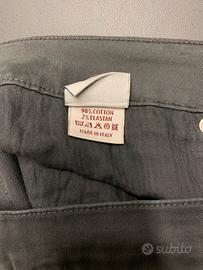 98% COTTON
2% ELASTAN
MADE IN ITALY
subito